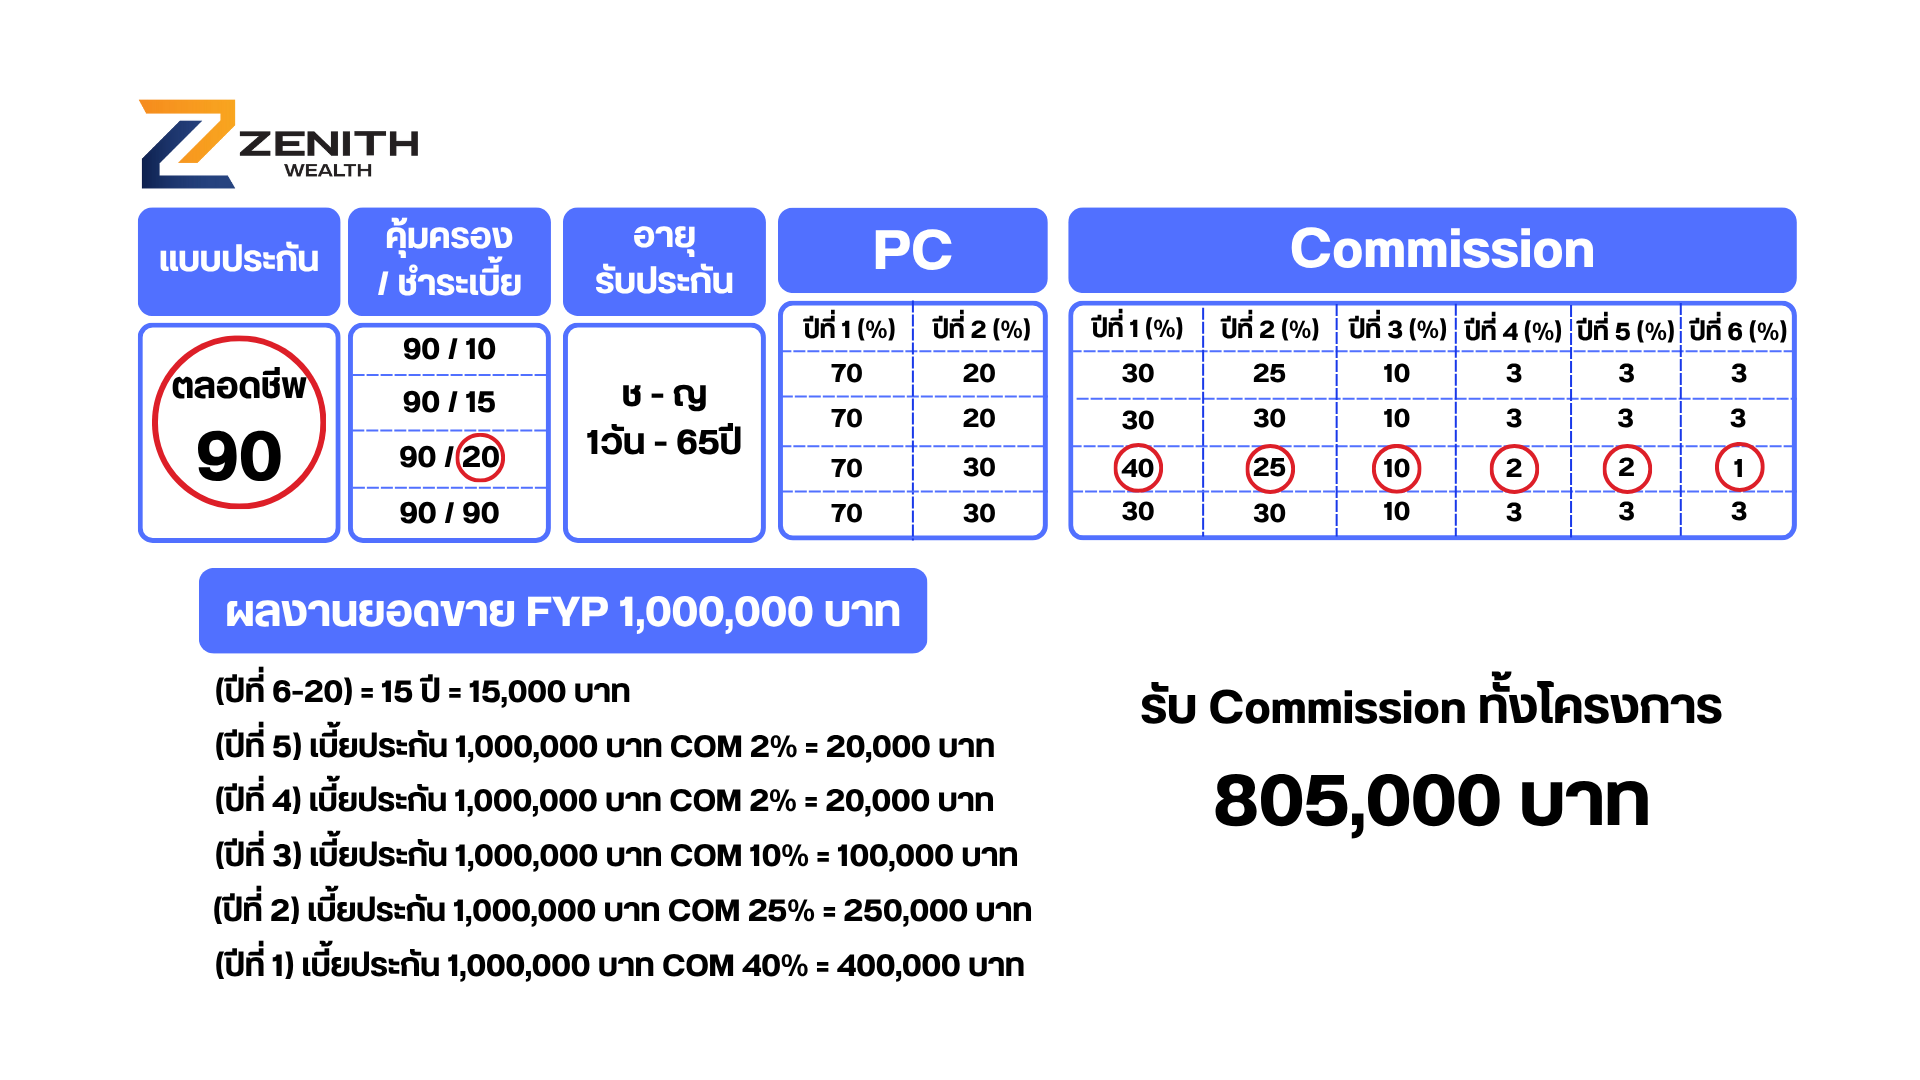 ZENITH
WEALTH
แบบประกัน
คุ้มครอง
/ ชำระเบี้ย
อายุ
รับประกัน
PC
Commission
ตลอดชีพ
90
90 / 10
90 / 15
90 / 20
90 / 90
ช - ญ
1วัน - 65ปี
ปีที่ 1 (%) ปีที่ 2 (%)
70 20
70 20
70 30
70 30
ปีที่ 1 (%) ปีที่ 2 (%) ปีที่ 3 (%) ปีที่ 4 (%) ปีที่ 5 (%) ปีที่ 6 (%)
30 25 10 3 3 3
30 30 10 3 3 3
40 25 10 2 2 1
30 30 10 3 3 3
ผลงานยอดขาย FYP 1,000,000 บาท
(ปีที่ 6-20) = 15 ปี = 15,000 บาท
(ปีที่ 5) เบี้ยประกัน 1,000,000 บาท COM 2% = 20,000 บาท
(ปีที่ 4) เบี้ยประกัน 1,000,000 บาท COM 2% = 20,000 บาท
(ปีที่ 3) เบี้ยประกัน 1,000,000 บาท COM 10% = 100,000 บาท
(ปีที่ 2) เบี้ยประกัน 1,000,000 บาท COM 25% = 250,000 บาท
(ปีที่ 1) เบี้ยประกัน 1,000,000 บาท COM 40% = 400,000 บาท
รับ Commission ทั้งโครงการ
805,000 บาท